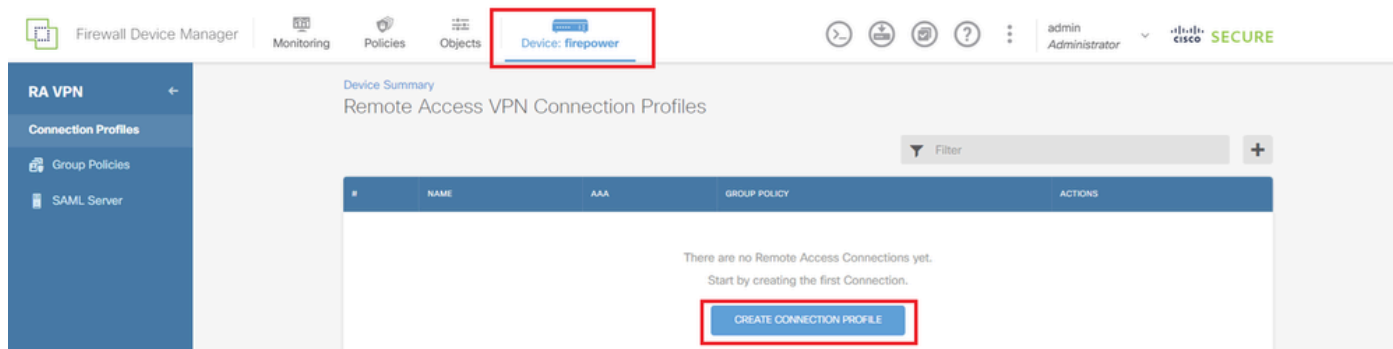 Firewall Device Manager
Monitoring
Policies
Objects
Device: firepower
admin
Administrator
cisco SECURE
RA VPN
Connection Profiles
Group Policies
SAML Server
Device Summary
Remote Access VPN Connection Profiles
Filter
# NAME AAA GROUP POLICY ACTIONS
There are no Remote Access Connections yet.
Start by creating the first Connection.
CREATE CONNECTION PROFILE